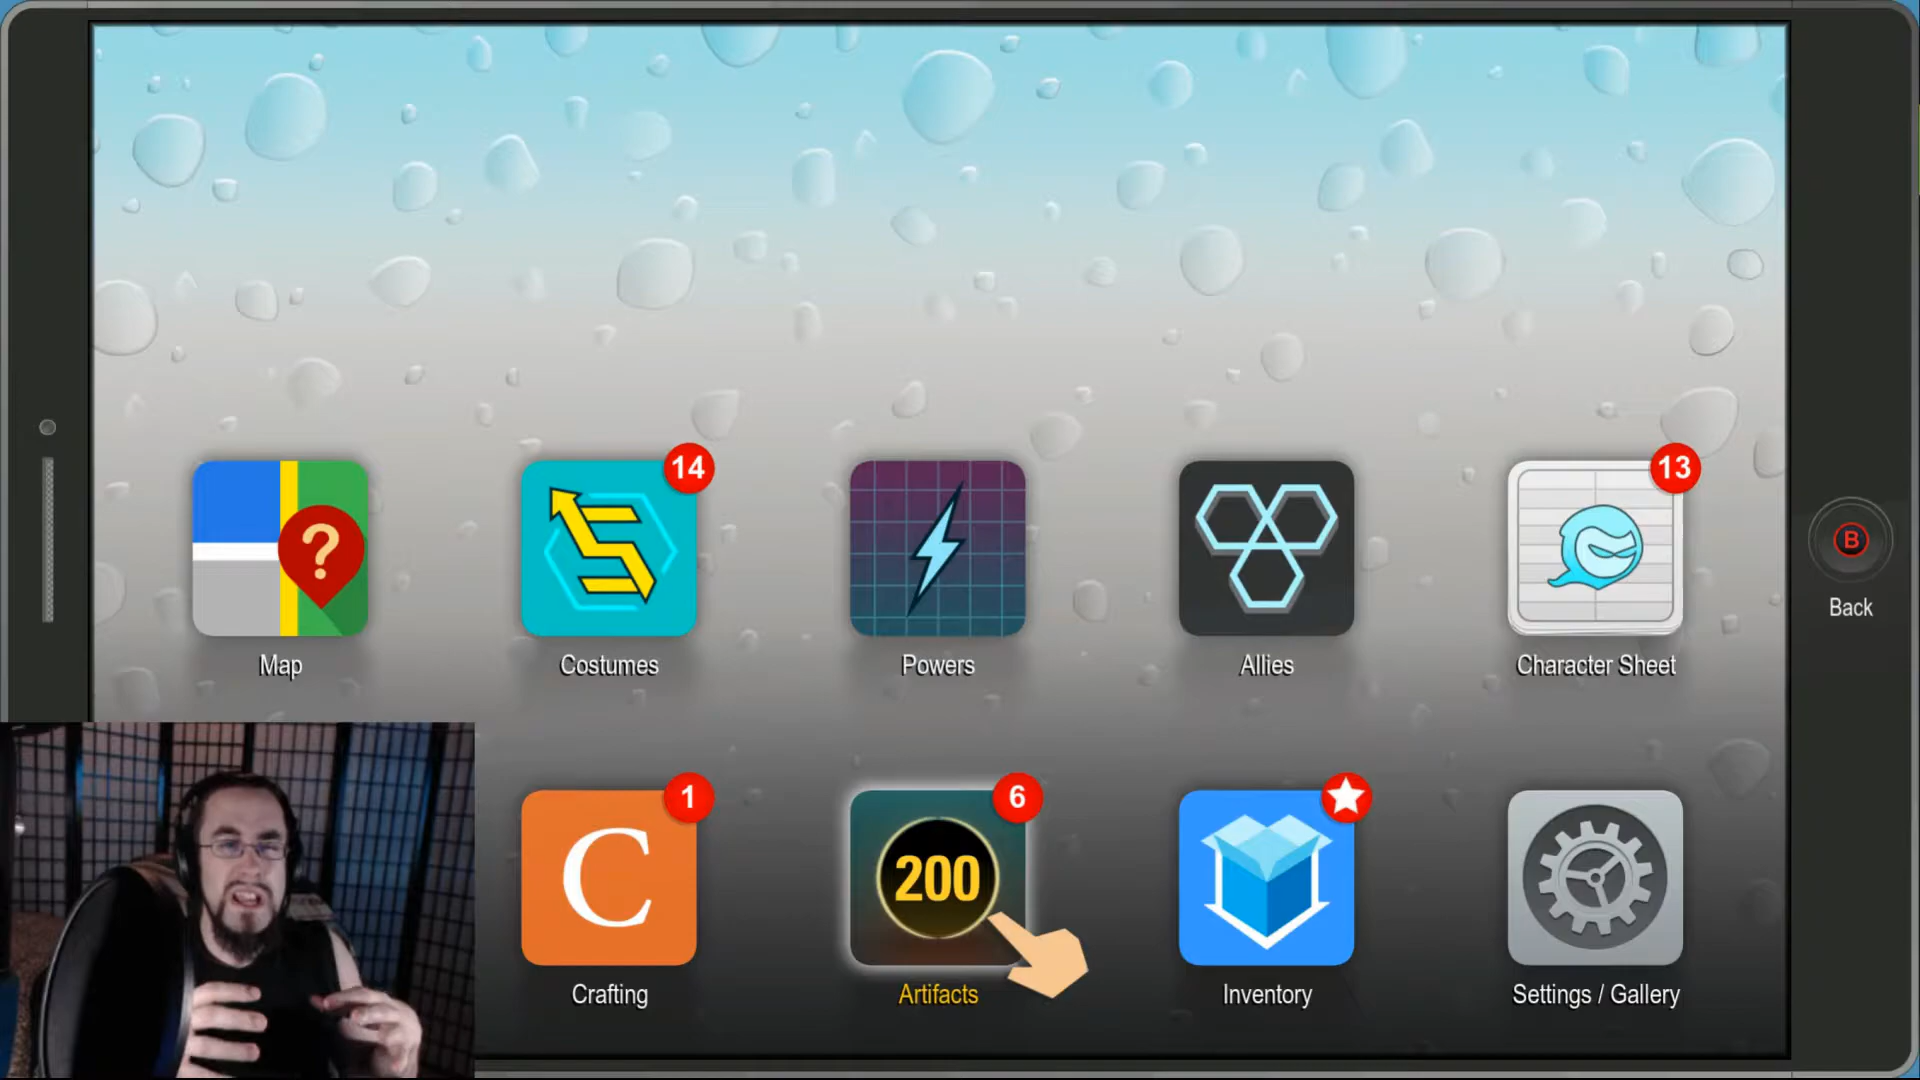 ?
14
13
B
Map
Costumes
Powers
Allies
Character Sheet
Back
1
6
C
200
Crafting
Artifacts
Inventory
Settings / Gallery